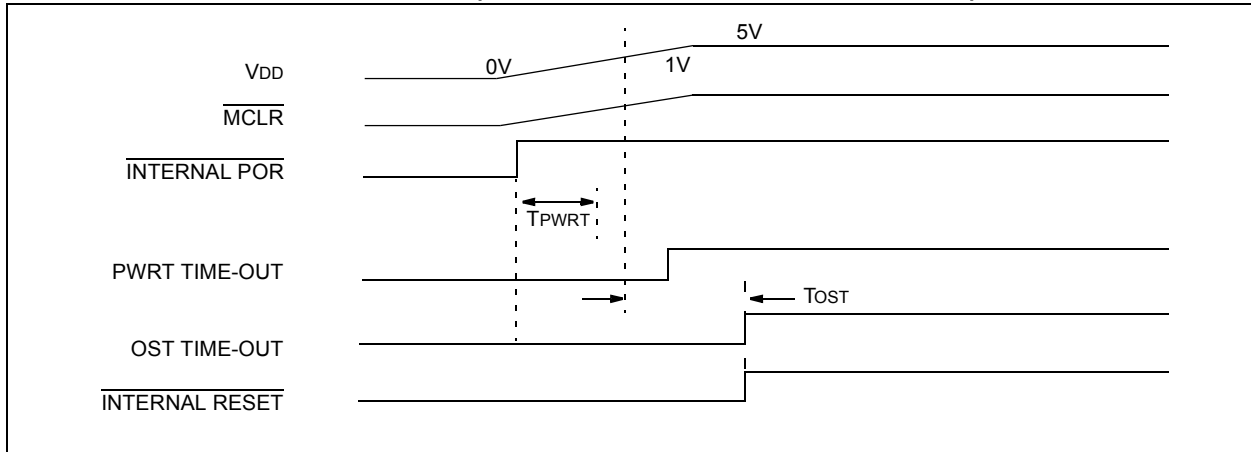 5V
VDD 0V 1V
MCLR
INTERNAL POR
TPWRT
PWRT TIME-OUT
TOST
OST TIME-OUT
INTERNAL RESET